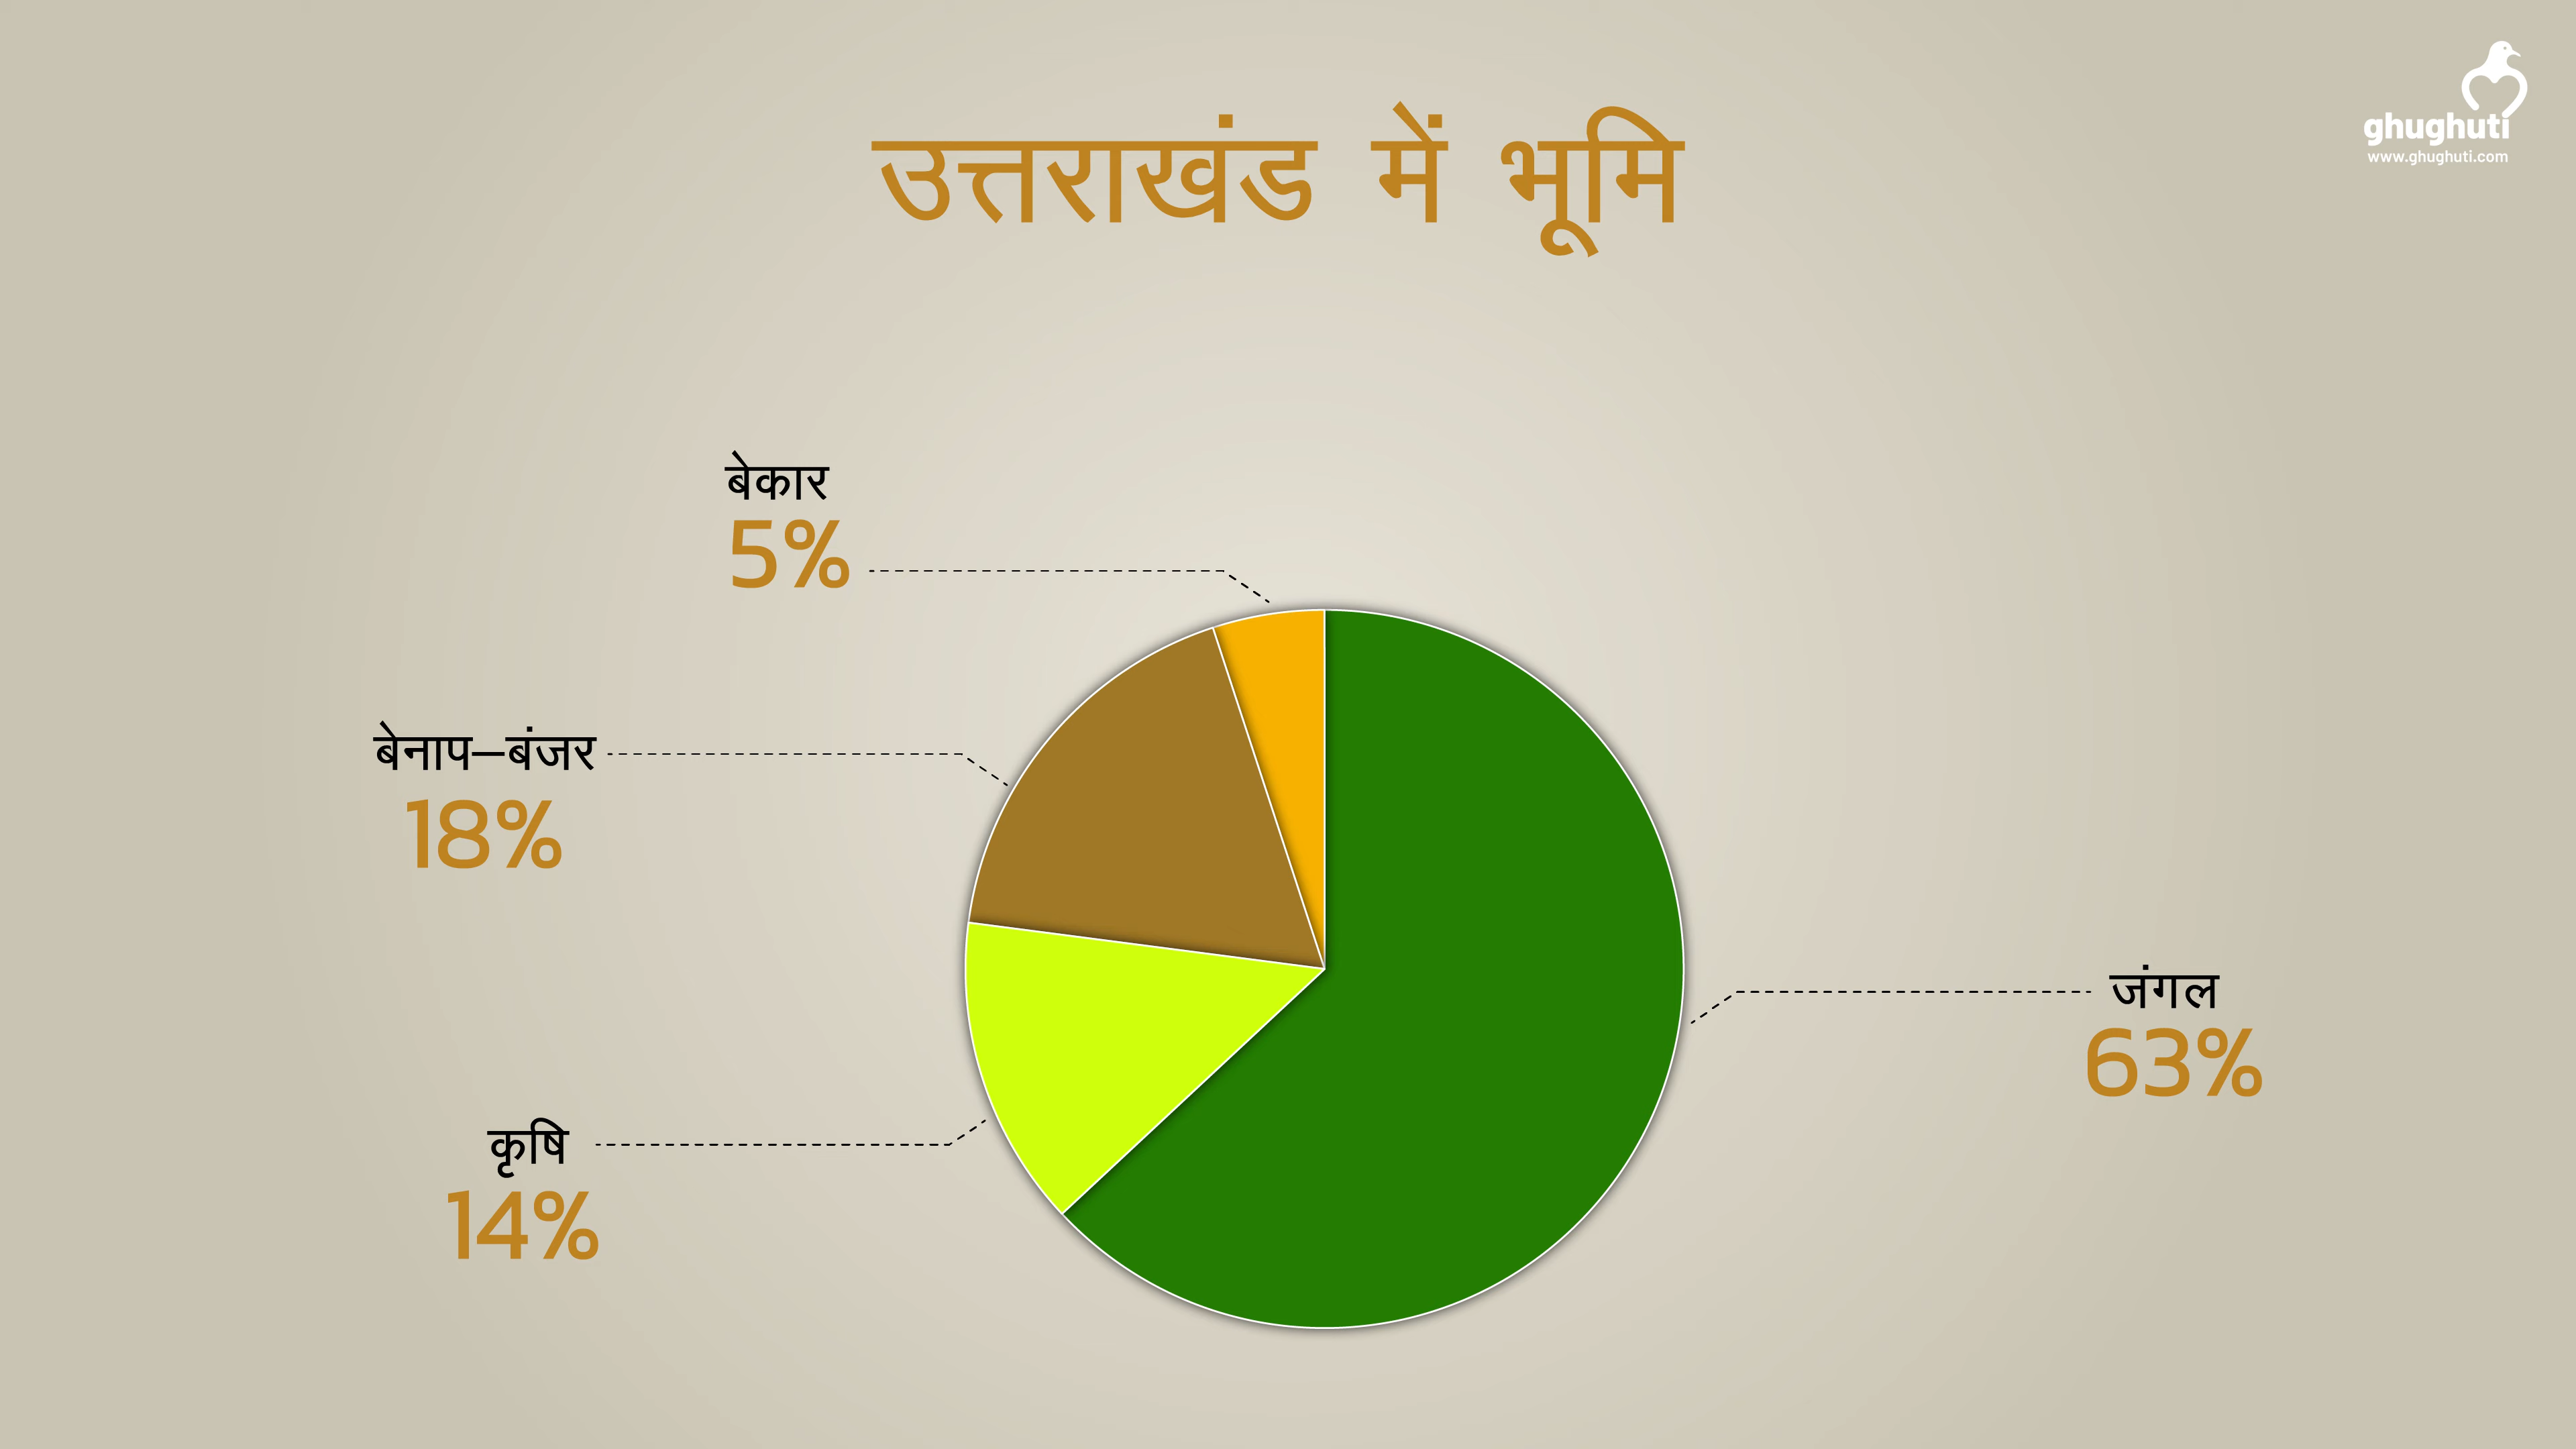 ghughuti
www.ghughuti.com
उत्तराखंड में भूमि
बेकार
5%
बेनाप–बंजर
18%
जंगल
63%
कृषि
14%